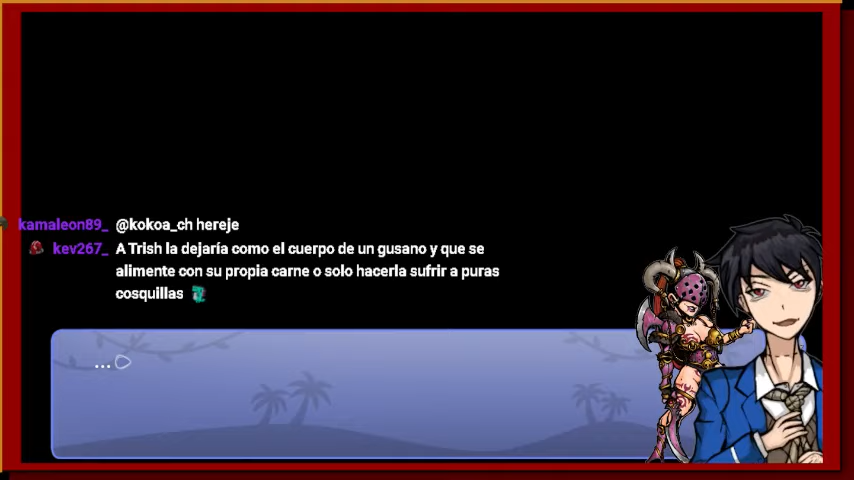 kamaleon89_ @kokoa_ch hereje
kev267_ A Trish la dejaría como el cuerpo de un gusano y que se
alimente con su propia carne o solo hacerla sufrir a puras
cosquillas
...